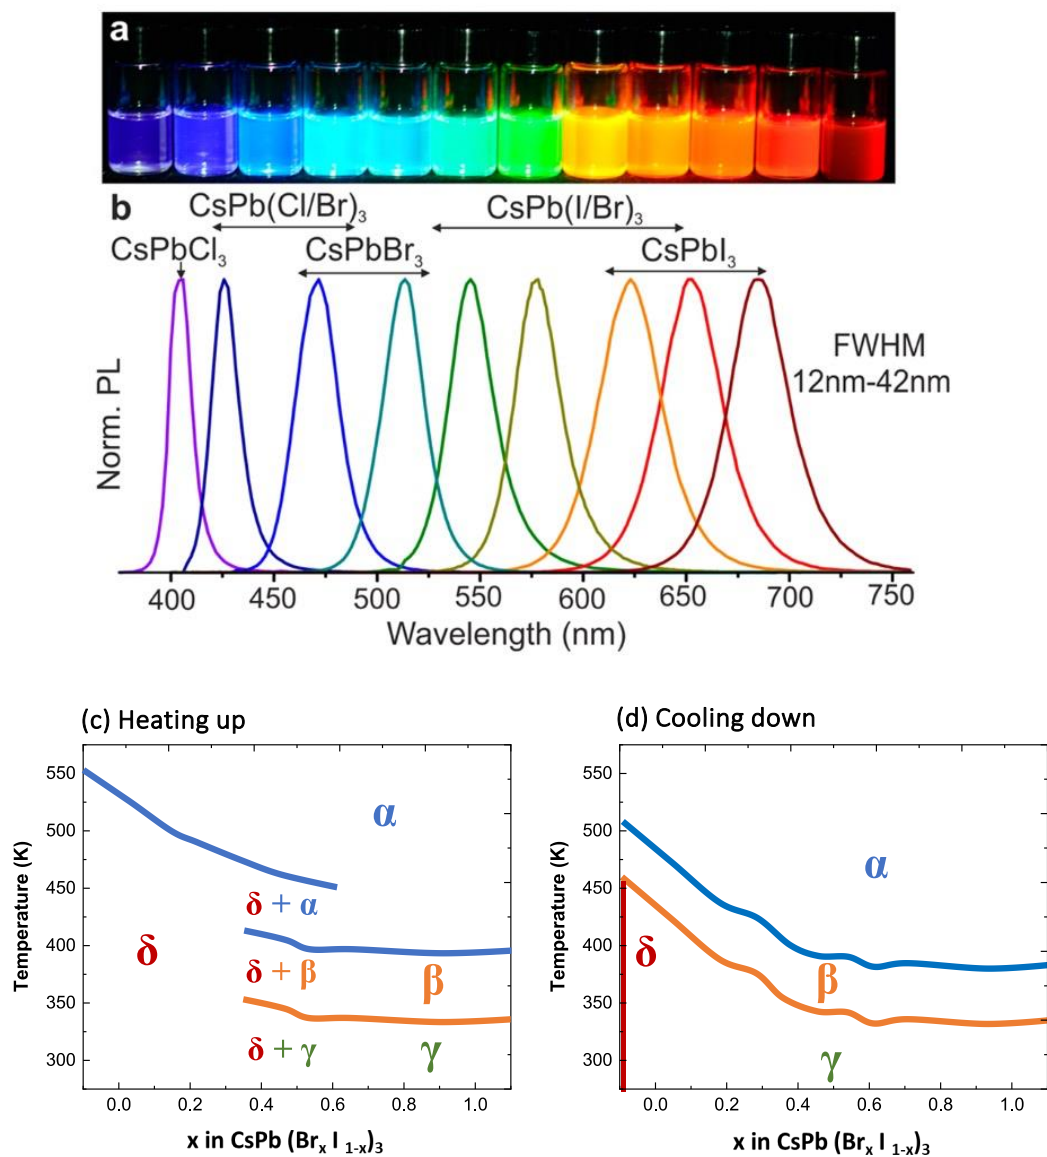 a
b
CsPb(Cl/Br)₃
CsPb(I/Br)₃
CsPbCl₃
CsPbBr₃
CsPbI₃
FWHM
12nm-42nm
Norm. PL
400 450 500 550 600 650 700 750
Wavelength (nm)
(c) Heating up
Temperature (K)
550
500
450
400
350
300
α
δ + α
δ
δ + β
β
δ + γ
γ
0.0 0.2 0.4 0.6 0.8 1.0
x in CsPb (Brₓ I ₁₋ₓ)₃
(d) Cooling down
Temperature (K)
550
500
450
400
350
300
α
δ
β
γ
0.0 0.2 0.4 0.6 0.8 1.0
x in CsPb (Brₓ I ₁₋ₓ)₃